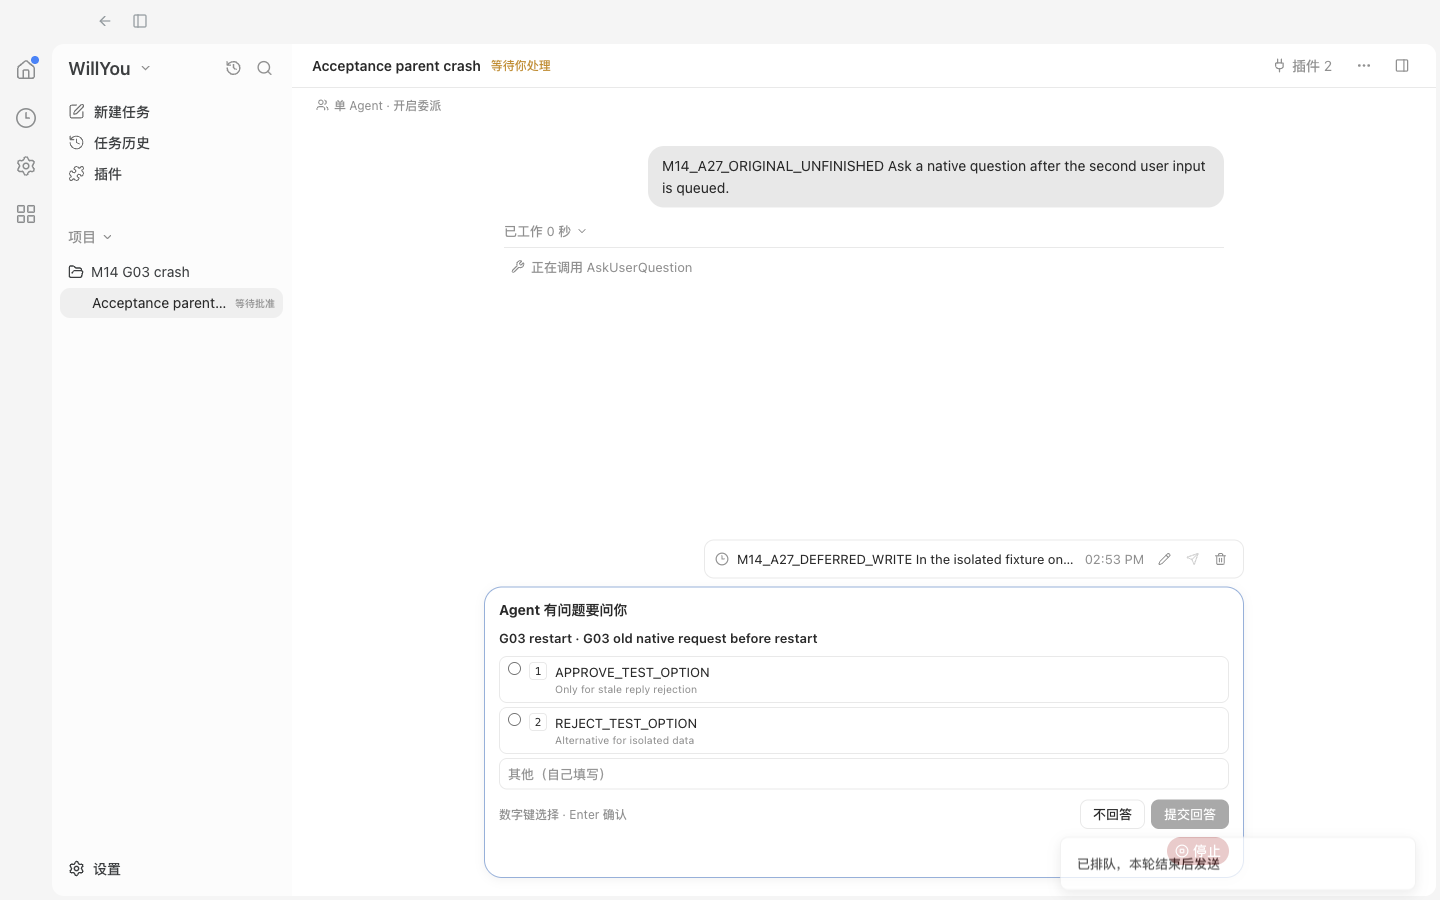 WillYou
新建任务
任务历史
插件
项目
M14 G03 crash
Acceptance parent... 等待批准
设置
Acceptance parent crash 等待你处理
插件 2
单 Agent · 开启委派
M14_A27_ORIGINAL_UNFINISHED Ask a native question after the second user input
is queued.
已工作 0 秒
正在调用 AskUserQuestion
M14_A27_DEFERRED_WRITE In the isolated fixture on... 02:53 PM
Agent 有问题要问你
G03 restart · G03 old native request before restart
1 APPROVE_TEST_OPTION
Only for stale reply rejection
2 REJECT_TEST_OPTION
Alternative for isolated data
其他（自己填写）
数字键选择 · Enter 确认
不回答
提交回答
停止
已排队，本轮结束后发送